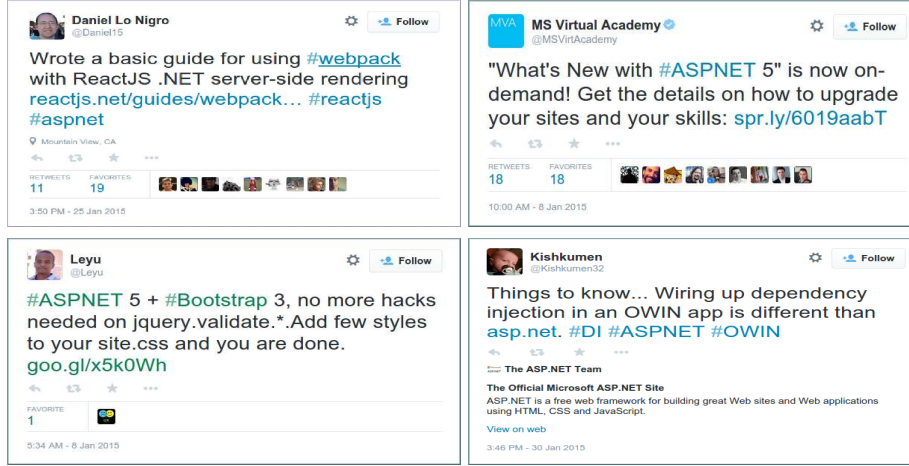 Daniel Lo Nigro
@Daniel15
Follow
Wrote a basic guide for using #webpack
with ReactJS .NET server-side rendering
reactjs.net/guides/webpack… #reactjs
#aspnet
Mountain View, CA
RETWEETS FAVORITES
11 19
3:50 PM - 25 Jan 2015
MVA
MS Virtual Academy
@MSVirtAcademy
Follow
"What's New with #ASPNET 5" is now on-
demand! Get the details on how to upgrade
your sites and your skills: spr.ly/6019aabT
RETWEETS FAVORITES
18 18
10:00 AM - 8 Jan 2015
Leyu
@Leyu
Follow
#ASPNET 5 + #Bootstrap 3, no more hacks
needed on jquery.validate.*.Add few styles
to your site.css and you are done.
goo.gl/x5k0Wh
FAVORITE
1
5:34 AM - 8 Jan 2015
Kishkumen
@Kishkumen32
Follow
Things to know... Wiring up dependency
injection in an OWIN app is different than
asp.net. #DI #ASPNET #OWIN
The ASP.NET Team
The Official Microsoft ASP.NET Site
ASP.NET is a free web framework for building great Web sites and Web applications
using HTML, CSS and JavaScript.
View on web
3:46 PM - 30 Jan 2015